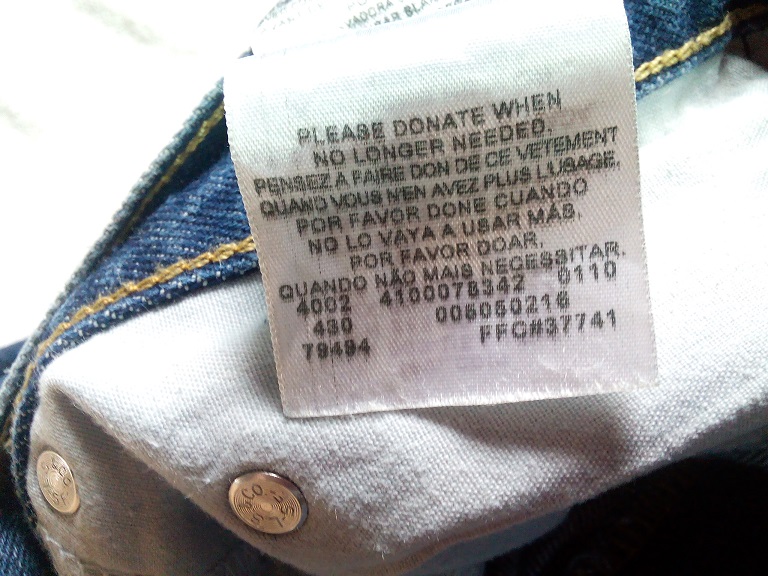 PLEASE DONATE WHEN
NO LONGER NEEDED.
PENSEZ A FAIRE DON DE CE VETEMENT
QUAND VOUS N'EN AVEZ PLUS L'USAGE.
POR FAVOR DONE CUANDO
NO LO VAYA A USAR MÁS.
POR FAVOR DOAR,
QUANDO NÃO MAIS NECESSITAR.
4002 4100078342 0110
430 005050216
79494 FFC#37741